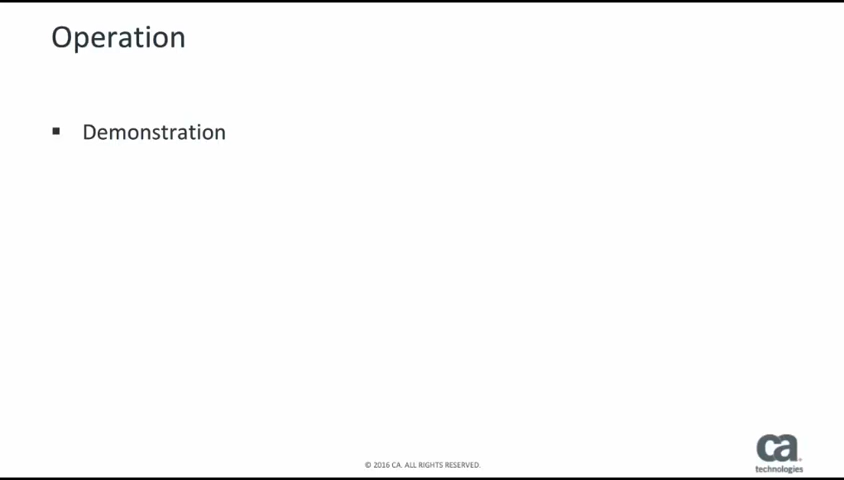 Operation
▪ Demonstration
© 2016 CA. ALL RIGHTS RESERVED.
ca
technologies